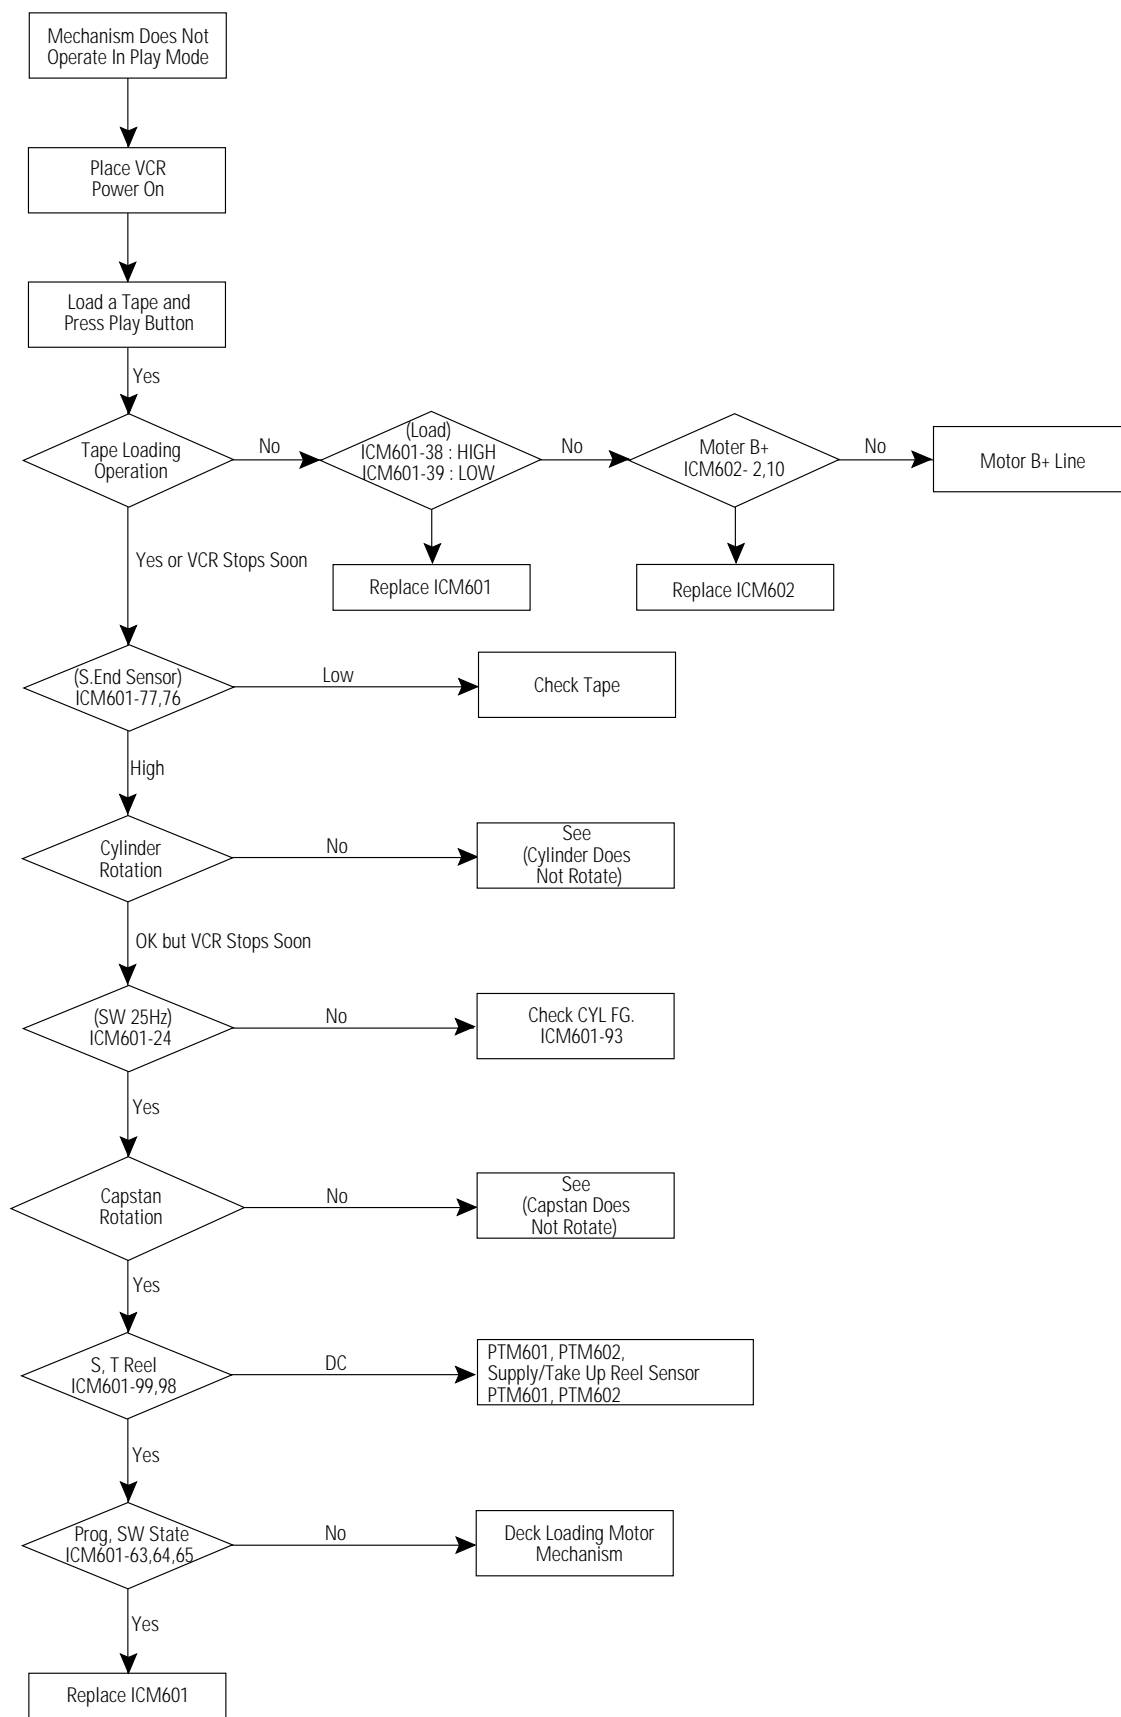 Mechanism Does Not
Operate In Play Mode
Place VCR
Power On
Load a Tape and
Press Play Button
Yes
Tape Loading
Operation
No
(Load)
ICM601-38 : HIGH
ICM601-39 : LOW
No
Moter B+
ICM602- 2,10
No
Motor B+ Line
Yes or VCR Stops Soon
Replace ICM601
Replace ICM602
(S.End Sensor)
ICM601-77,76
Low
Check Tape
High
Cylinder
Rotation
No
See
(Cylinder Does
Not Rotate)
OK but VCR Stops Soon
(SW 25Hz)
ICM601-24
No
Check CYL FG.
ICM601-93
Yes
Capstan
Rotation
No
See
(Capstan Does
Not Rotate)
Yes
S, T Reel
ICM601-99,98
DC
PTM601, PTM602,
Supply/Take Up Reel Sensor
PTM601, PTM602
Yes
Prog, SW State
ICM601-63,64,65
No
Deck Loading Motor
Mechanism
Yes
Replace ICM601